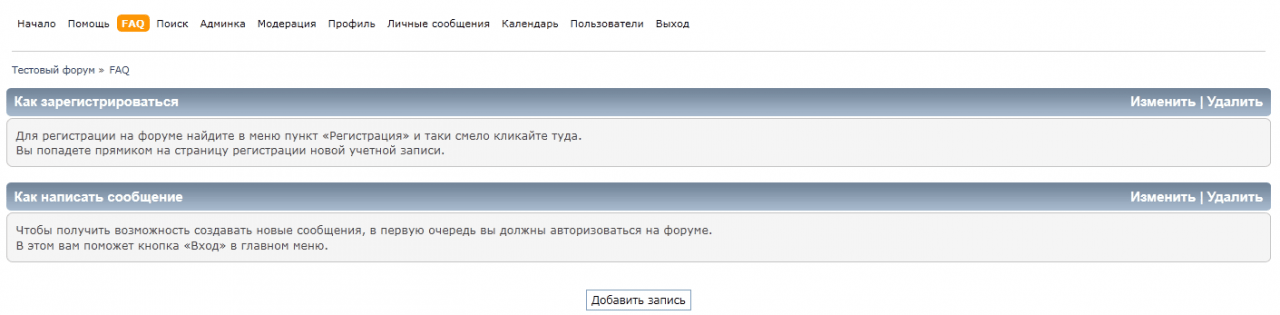 Начало Помощь FAQ Поиск Админка Модерация Профиль Личные сообщения Календарь Пользователи Выход
Тестовый форум » FAQ
Как зарегистрироваться Изменить | Удалить
Для регистрации на форуме найдите в меню пункт «Регистрация» и таки смело кликайте туда.
Вы попадете прямиком на страницу регистрации новой учетной записи.
Как написать сообщение Изменить | Удалить
Чтобы получить возможность создавать новые сообщения, в первую очередь вы должны авторизоваться на форуме.
В этом вам поможет кнопка «Вход» в главном меню.
Добавить запись